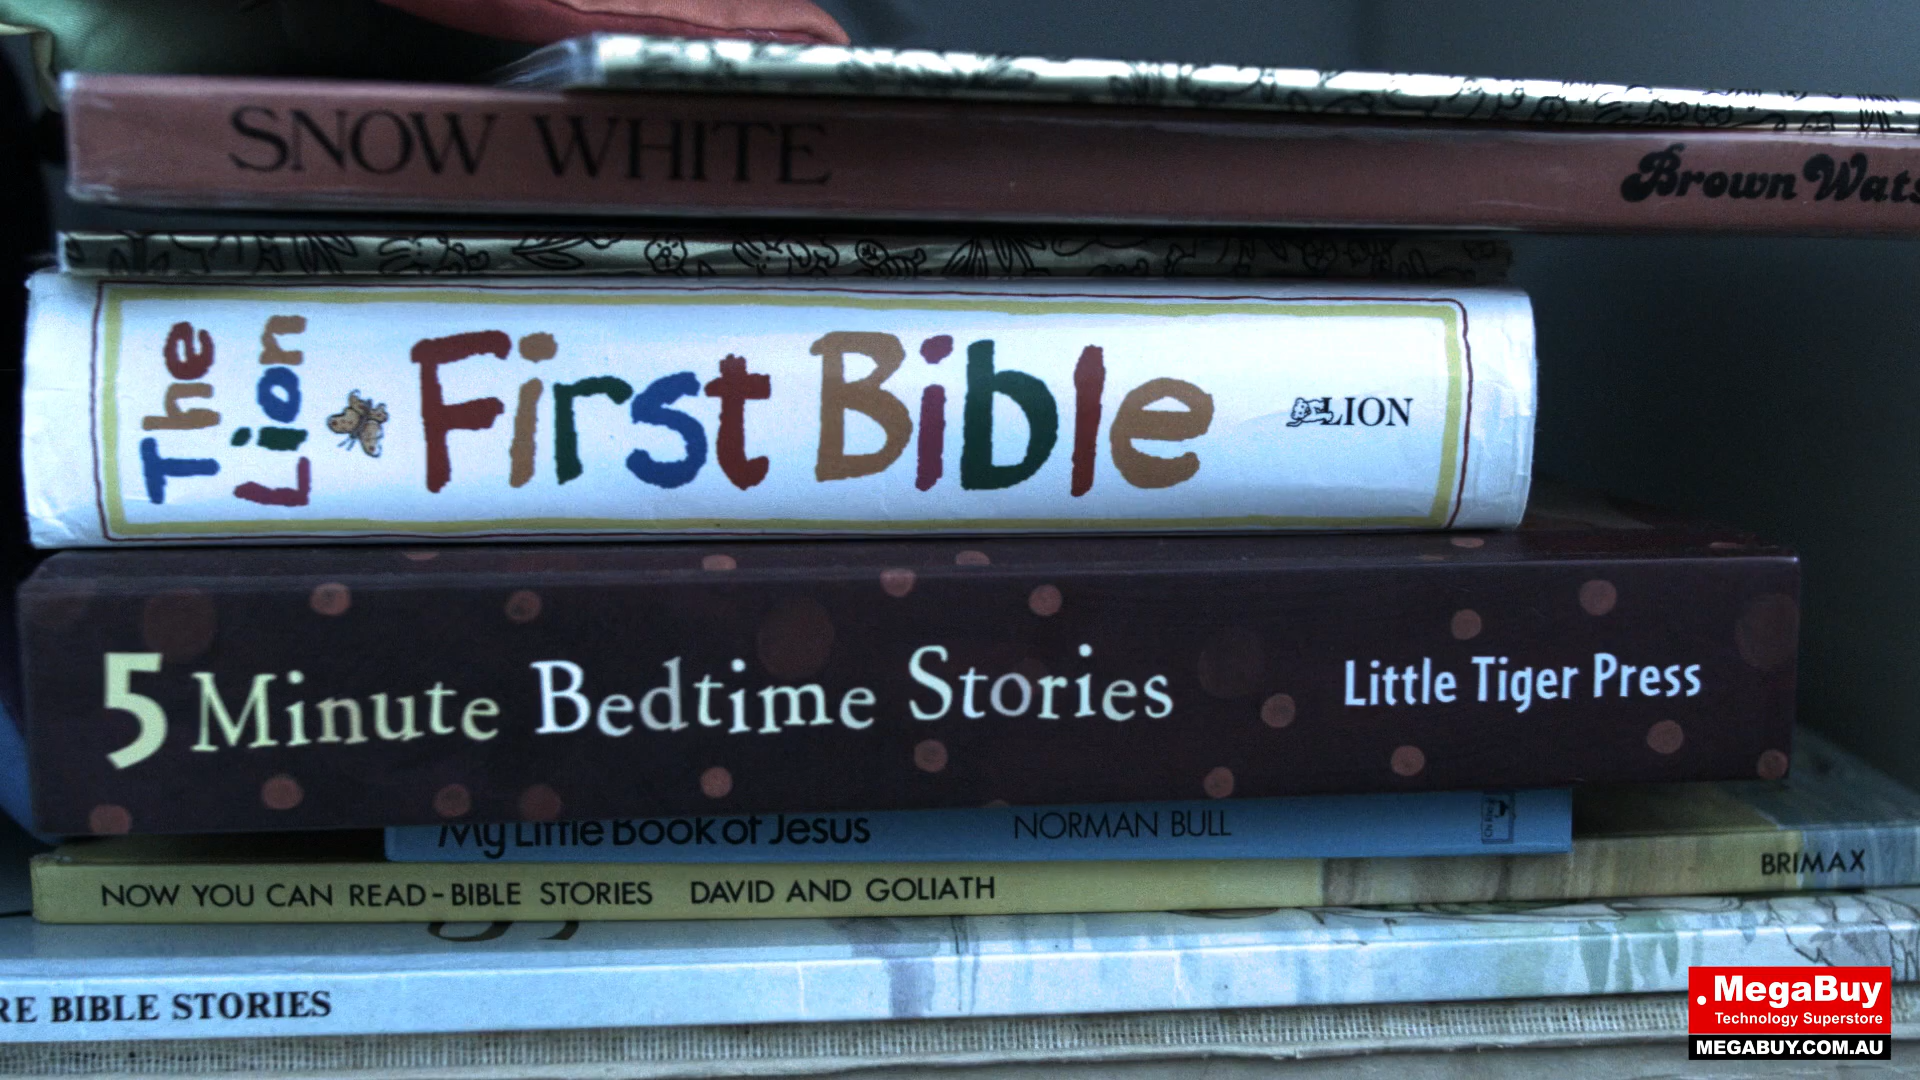 SNOW WHITE
Brown Wats
The Lion First Bible
LION
5 Minute Bedtime Stories
Little Tiger Press
My Little Book of Jesus
NORMAN BULL
NOW YOU CAN READ-BIBLE STORIES DAVID AND GOLIATH
BRIMAX
RE BIBLE STORIES
.MegaBuy
Technology Superstore
MEGABUY.COM.AU